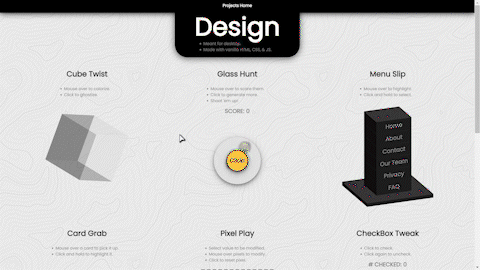 Projects Home
Design
Meant for desktop.
Made with vanilla HTML, CSS, & JS.
Cube Twist
Mouse over to colorize.
Click to ghostize.
Glass Hunt
Mouse over to scare them.
Click to generate more.
Shoot 'em up!
SCORE: 0
Menu Slip
Mouse over to highlight.
Click and hold to select.
Home
About
Contact
Our Team
Privacy
FAQ
Card Grab
Mouse over a card to pick it up.
Click and hold to highlight it.
Pixel Play
Select value to be modified.
Mouse over pixels to modify.
Click to reset pixel.
CheckBox Tweak
Click to check.
Click again to uncheck.
# CHECKED: 0